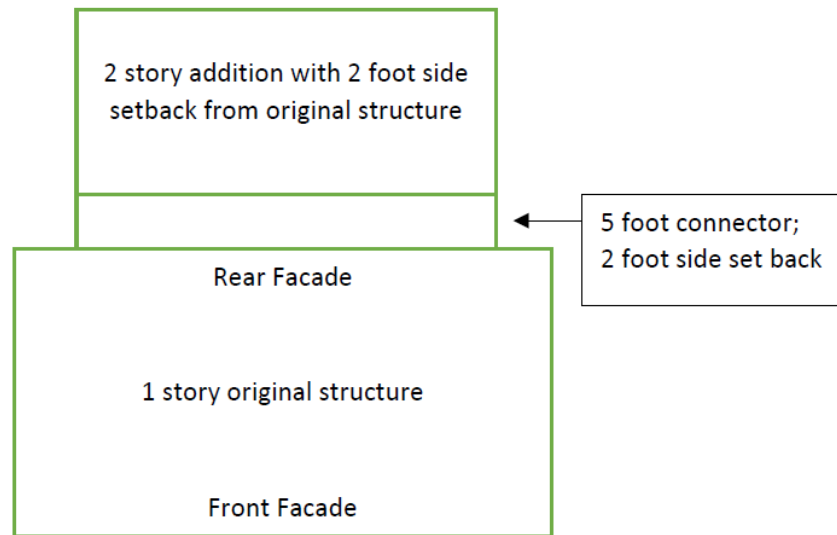 2 story addition with 2 foot side
setback from original structure
5 foot connector;
2 foot side set back
Rear Facade
1 story original structure
Front Facade